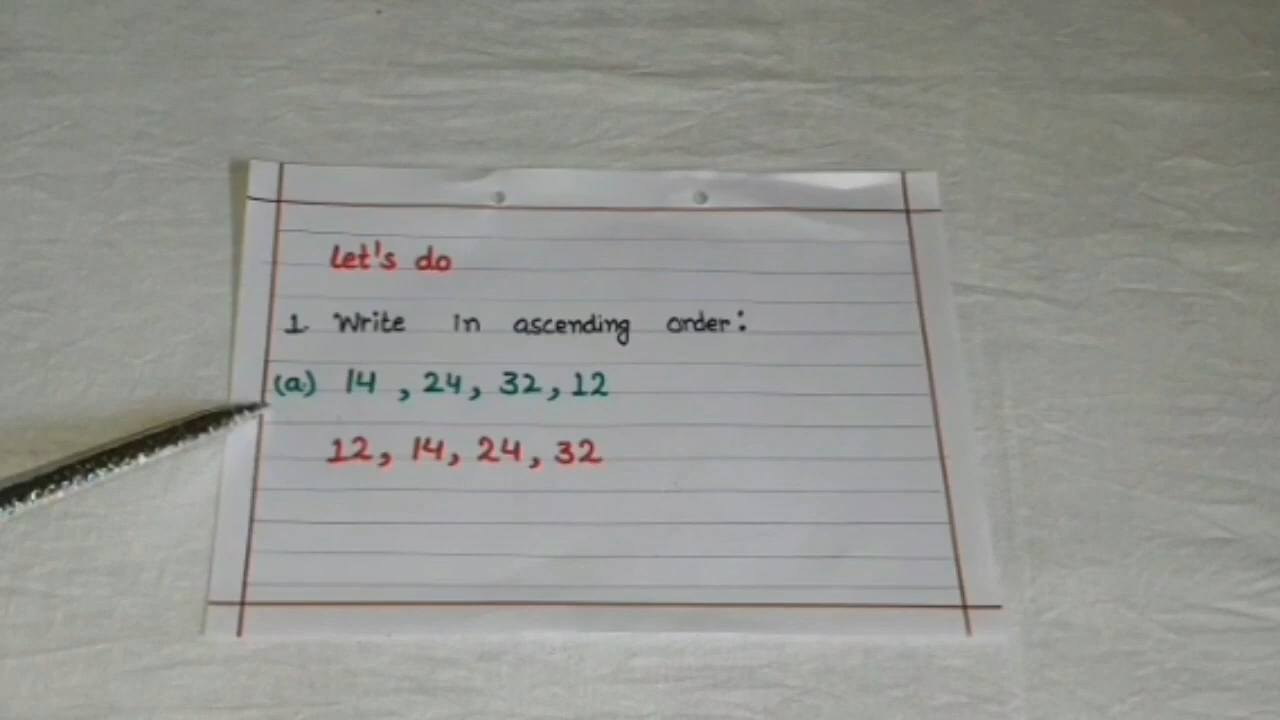 Let's do
1 Write in ascending order:
(a) 14, 24, 32, 12
12, 14, 24, 32